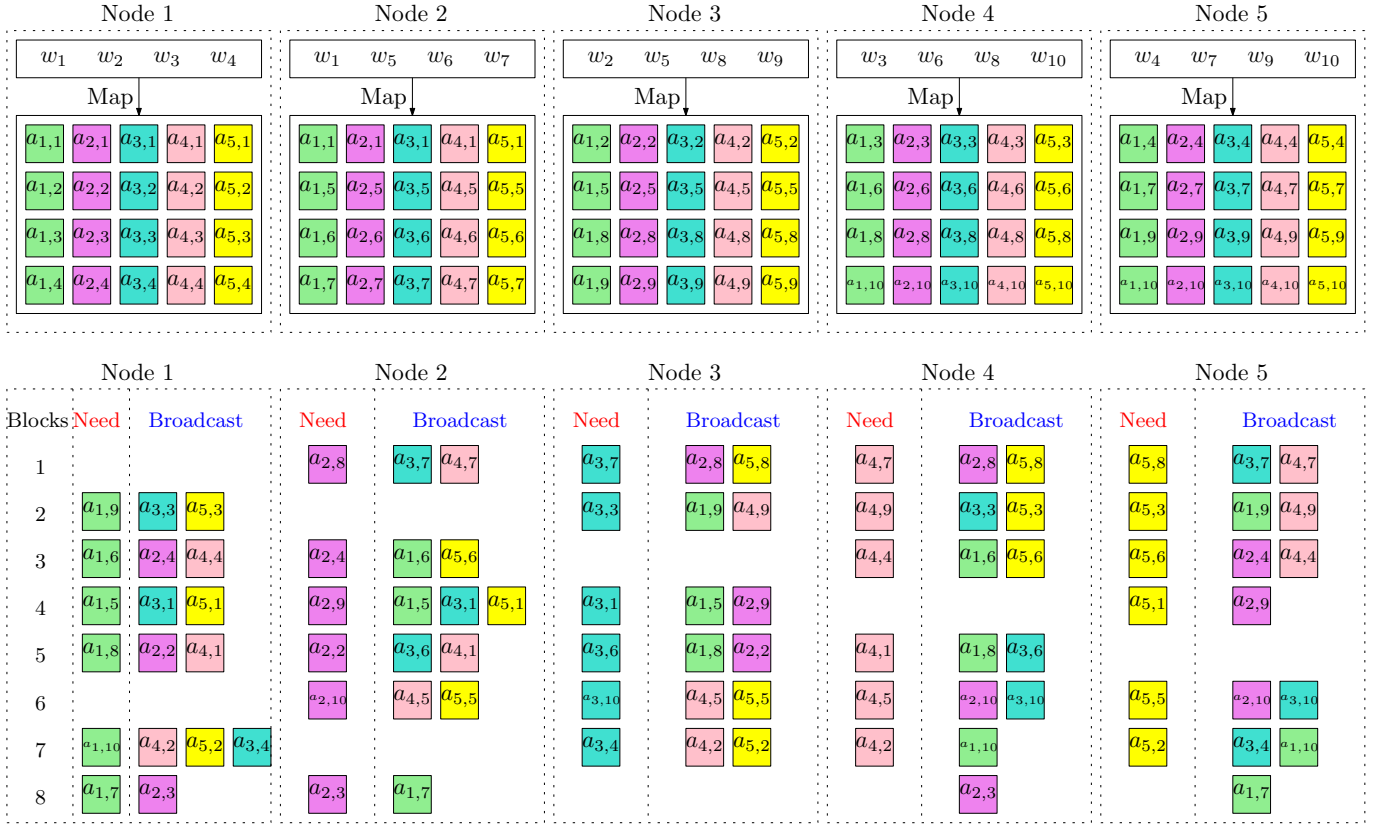 Node 1 Node 2 Node 3 Node 4 Node 5
w1 w2 w3 w4 w1 w5 w6 w7 w2 w5 w8 w9 w3 w6 w8 w10 w4 w7 w9 w10
Map Map Map Map Map
a1,1 a2,1 a3,1 a4,1 a5,1 a1,1 a2,1 a3,1 a4,1 a5,1 a1,2 a2,2 a3,2 a4,2 a5,2 a1,3 a2,3 a3,3 a4,3 a5,3 a1,4 a2,4 a3,4 a4,4 a5,4
a1,2 a2,2 a3,2 a4,2 a5,2 a1,5 a2,5 a3,5 a4,5 a5,5 a1,5 a2,5 a3,5 a4,5 a5,5 a1,6 a2,6 a3,6 a4,6 a5,6 a1,7 a2,7 a3,7 a4,7 a5,7
a1,3 a2,3 a3,3 a4,3 a5,3 a1,6 a2,6 a3,6 a4,6 a5,6 a1,8 a2,8 a3,8 a4,8 a5,8 a1,8 a2,8 a3,8 a4,8 a5,8 a1,9 a2,9 a3,9 a4,9 a5,9
a1,4 a2,4 a3,4 a4,4 a5,4 a1,7 a2,7 a3,7 a4,7 a5,7 a1,9 a2,9 a3,9 a4,9 a5,9 a1,10 a2,10 a3,10 a4,10 a5,10 a1,10 a2,10 a3,10 a4,10 a5,10
Node 1 Node 2 Node 3 Node 4 Node 5
Blocks Need Broadcast Need Broadcast Need Broadcast Need Broadcast Need Broadcast
1 a2,8 a3,7 a4,7 a3,7 a2,8 a5,8 a4,7 a2,8 a5,8 a5,8 a3,7 a4,7
2 a1,9 a3,3 a5,3 a3,3 a1,9 a4,9 a4,9 a3,3 a5,3 a5,3 a1,9 a4,9
3 a1,6 a2,4 a4,4 a2,4 a1,6 a5,6 a4,4 a1,6 a5,6 a5,6 a2,4 a4,4
4 a1,5 a3,1 a5,1 a2,9 a1,5 a3,1 a5,1 a3,1 a1,5 a2,9 a5,1 a2,9
5 a1,8 a2,2 a4,1 a2,2 a3,6 a4,1 a3,6 a1,8 a2,2 a4,1 a1,8 a3,6
6 a2,10 a4,5 a5,5 a3,10 a4,5 a5,5 a4,5 a2,10 a3,10 a5,5 a2,10 a3,10
7 a1,10 a4,2 a5,2 a3,4 a3,4 a4,2 a5,2 a4,2 a1,10 a5,2 a3,4 a1,10
8 a1,7 a2,3 a2,3 a1,7 a2,3 a1,7